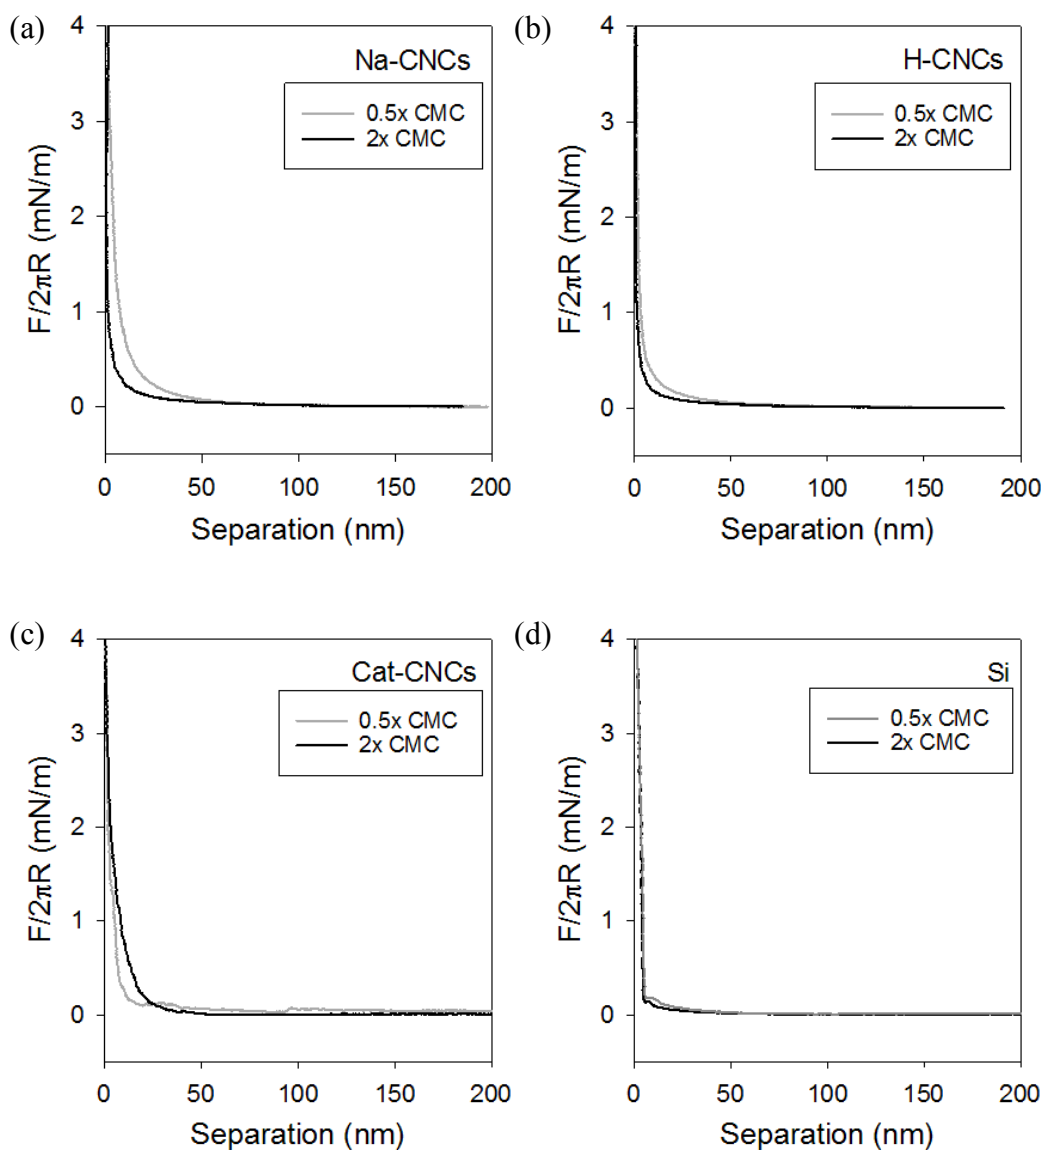 (a)
Na-CNCs
0.5x CMC
2x CMC
4
3
2
1
0
0 50 100 150 200
F/2πR (mN/m)
Separation (nm)
(b)
H-CNCs
0.5x CMC
2x CMC
4
3
2
1
0
0 50 100 150 200
F/2πR (mN/m)
Separation (nm)
(c)
Cat-CNCs
0.5x CMC
2x CMC
4
3
2
1
0
0 50 100 150 200
F/2πR (mN/m)
Separation (nm)
(d)
Si
0.5x CMC
2x CMC
4
3
2
1
0
0 50 100 150 200
F/2πR (mN/m)
Separation (nm)